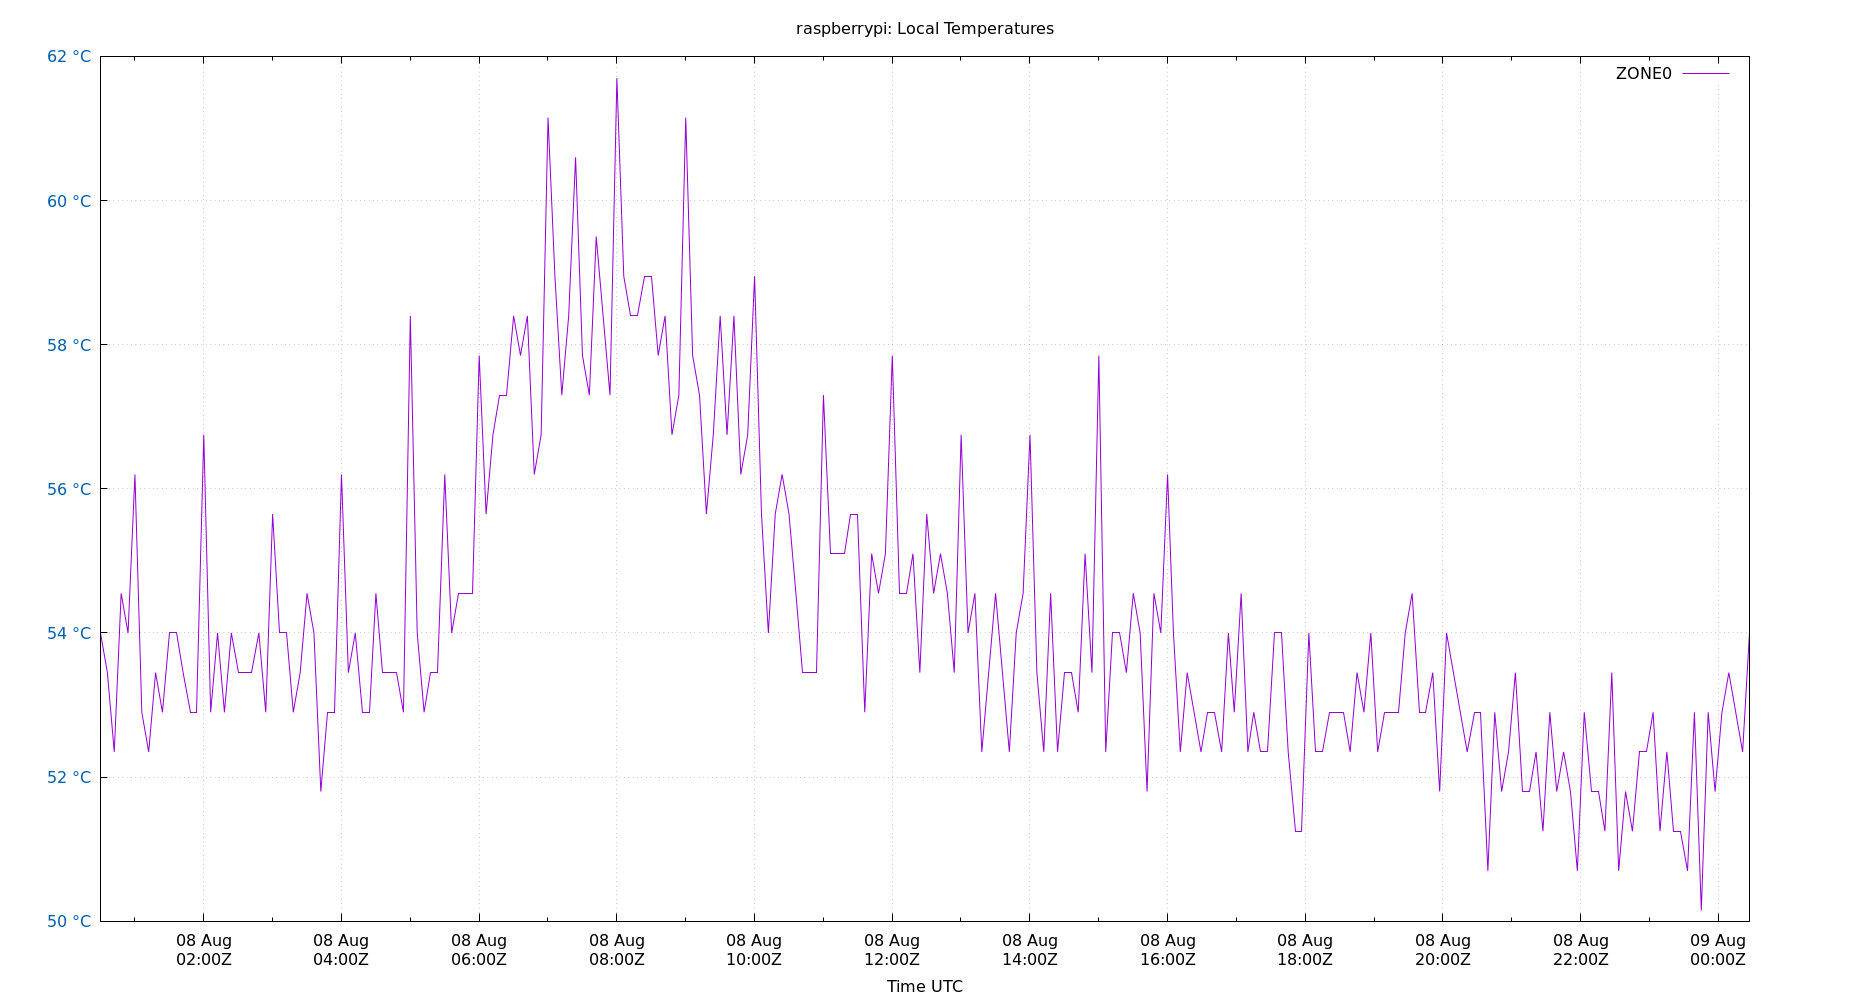 raspberrypi: Local Temperatures
62 °C
ZONE0
60 °C
58 °C
56 °C
54 °C
52 °C
50 °C
08 Aug 08 Aug 08 Aug 08 Aug 08 Aug 08 Aug 08 Aug 08 Aug 08 Aug 08 Aug 08 Aug 09 Aug
02:00Z 04:00Z 06:00Z 08:00Z 10:00Z 12:00Z 14:00Z 16:00Z 18:00Z 20:00Z 22:00Z 00:00Z
Time UTC